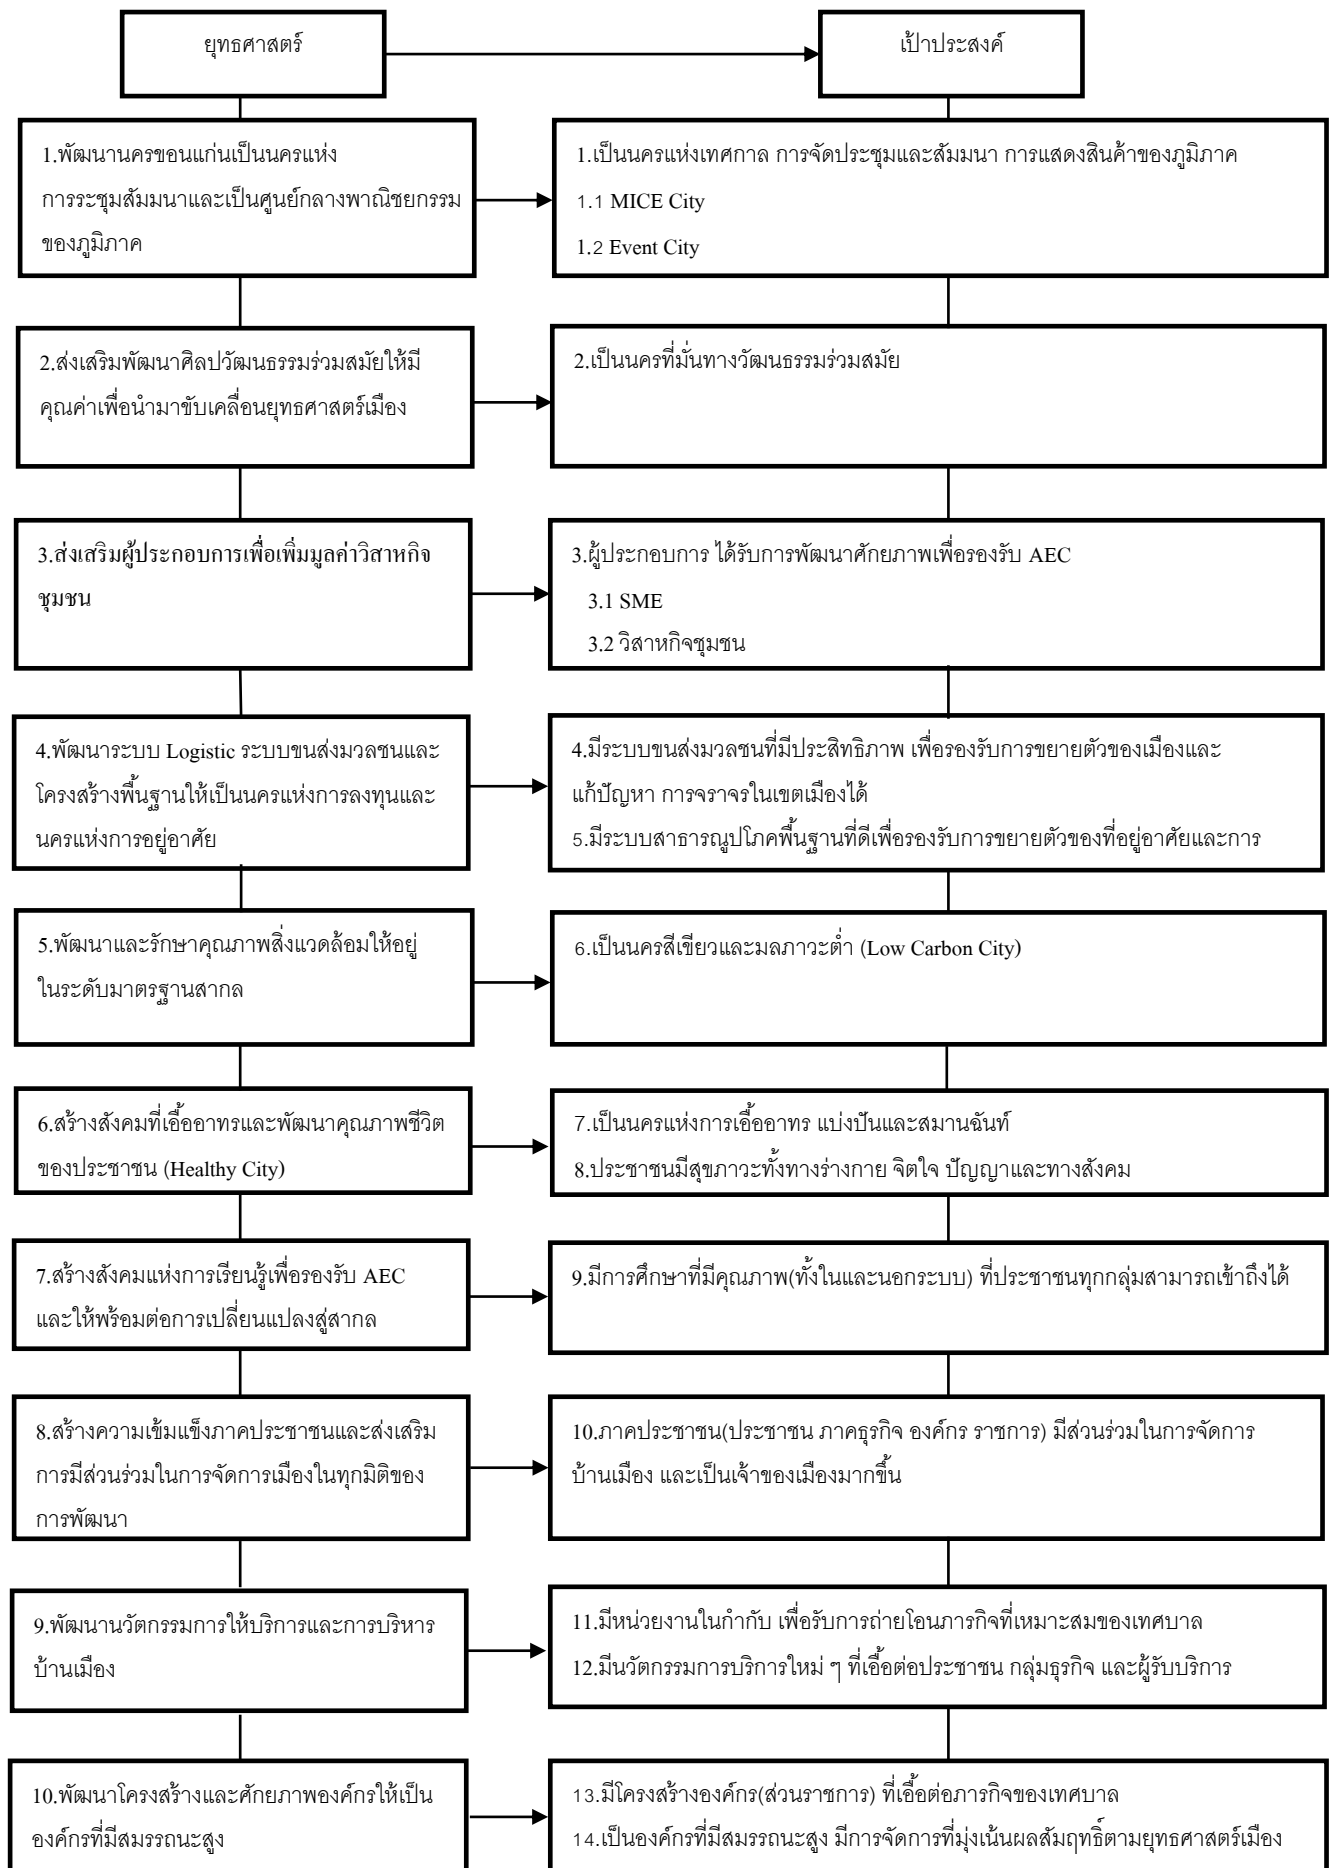 ยุทธศาสตร์
เป้าประสงค์
1.พัฒนานครขอนแก่นเป็นนครแห่ง
การระชุมสัมมนาและเป็นศูนย์กลางพาณิชยกรรม
ของภูมิภาค
1.เป็นนครแห่งเทศกาล การจัดประชุมและสัมมนา การแสดงสินค้าของภูมิภาค
1.1 MICE City
1.2 Event City
2.ส่งเสริมพัฒนาศิลปวัฒนธรรมร่วมสมัยให้มี
คุณค่าเพื่อนำมาขับเคลื่อนยุทธศาสตร์เมือง
2.เป็นนครที่มั่นทางวัฒนธรรมร่วมสมัย
3.ส่งเสริมผู้ประกอบการเพื่อเพิ่มมูลค่าวิสาหกิจ
ชุมชน
3.ผู้ประกอบการ ได้รับการพัฒนาศักยภาพเพื่อรองรับ AEC
3.1 SME
3.2 วิสาหกิจชุมชน
4.พัฒนาระบบ Logistic ระบบขนส่งมวลชนและ
โครงสร้างพื้นฐานให้เป็นนครแห่งการลงทุนและ
นครแห่งการอยู่อาศัย
4.มีระบบขนส่งมวลชนที่มีประสิทธิภาพ เพื่อรองรับการขยายตัวของเมืองและ
แก้ปัญหา การจราจรในเขตเมืองได้
5.มีระบบสาธารณูปโภคพื้นฐานที่ดีเพื่อรองรับการขยายตัวของที่อยู่อาศัยและการ
5.พัฒนาและรักษาคุณภาพสิ่งแวดล้อมให้อยู่
ในระดับมาตรฐานสากล
6.เป็นนครสีเขียวและมลภาวะต่ำ (Low Carbon City)
6.สร้างสังคมที่เอื้ออาทรและพัฒนาคุณภาพชีวิต
ของประชาชน (Healthy City)
7.เป็นนครแห่งการเอื้ออาทร แบ่งปันและสมานฉันท์
8.ประชาชนมีสุขภาวะทั้งทางร่างกาย จิตใจ ปัญญาและทางสังคม
7.สร้างสังคมแห่งการเรียนรู้เพื่อรองรับ AEC
และให้พร้อมต่อการเปลี่ยนแปลงสู่สากล
9.มีการศึกษาที่มีคุณภาพ(ทั้งในและนอกระบบ) ที่ประชาชนทุกกลุ่มสามารถเข้าถึงได้
8.สร้างความเข้มแข็งภาคประชาชนและส่งเสริม
การมีส่วนร่วมในการจัดการเมืองในทุกมิติของ
การพัฒนา
10.ภาคประชาชน(ประชาชน ภาคธุรกิจ องค์กร ราชการ) มีส่วนร่วมในการจัดการ
บ้านเมือง และเป็นเจ้าของเมืองมากขึ้น
9.พัฒนานวัตกรรมการให้บริการและการบริหาร
บ้านเมือง
11.มีหน่วยงานในกำกับ เพื่อรับการถ่ายโอนภารกิจที่เหมาะสมของเทศบาล
12.มีนวัตกรรมการบริการใหม่ ๆ ที่เอื้อต่อประชาชน กลุ่มธุรกิจ และผู้รับบริการ
10.พัฒนาโครงสร้างและศักยภาพองค์กรให้เป็น
องค์กรที่มีสมรรถนะสูง
13.มีโครงสร้างองค์กร(ส่วนราชการ) ที่เอื้อต่อภารกิจของเทศบาล
14.เป็นองค์กรที่มีสมรรถนะสูง มีการจัดการที่มุ่งเน้นผลสัมฤทธิ์ตามยุทธศาสตร์เมือง